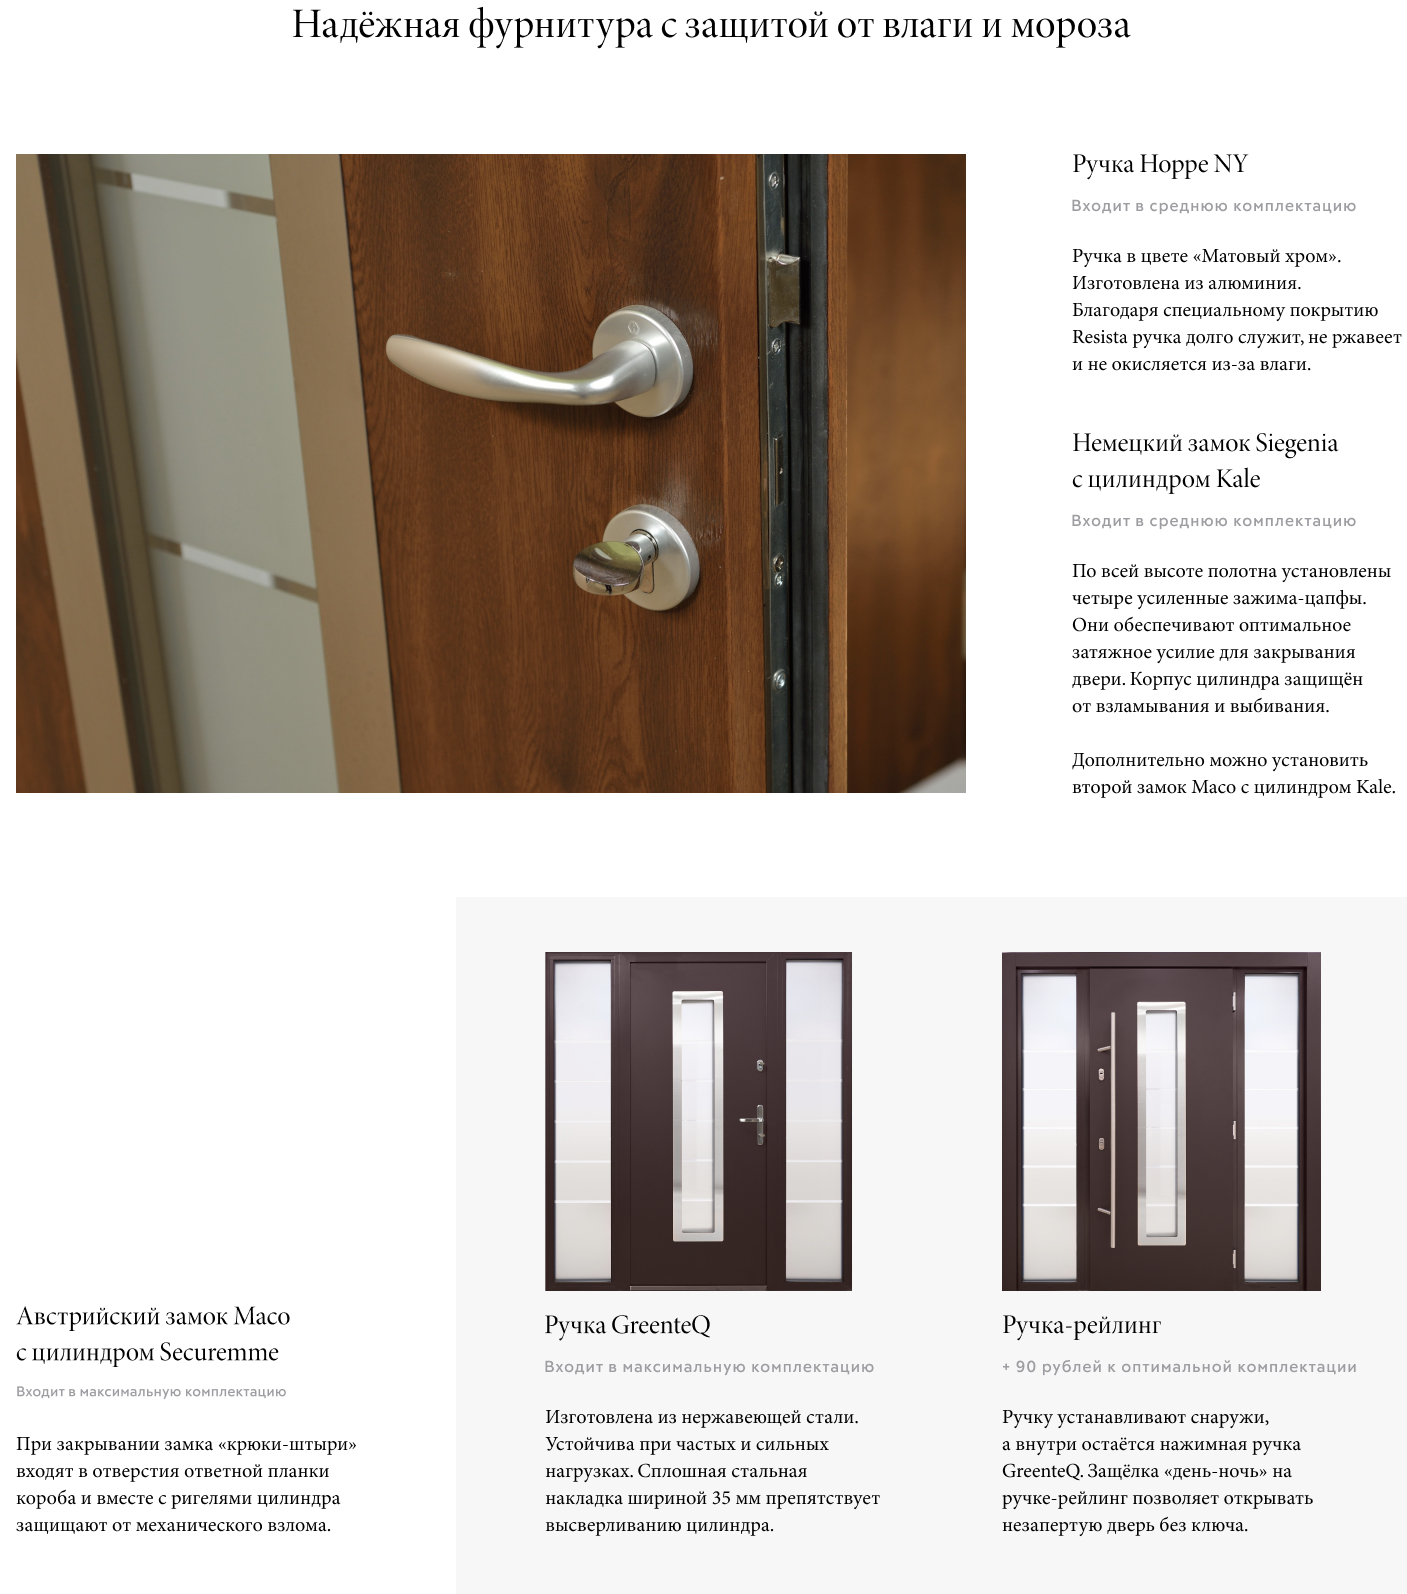 Надёжная фурнитура с защитой от влаги и мороза
Ручка Hoppe NY
Входит в среднюю комплектацию
Ручка в цвете «Матовый хром».
Изготовлена из алюминия.
Благодаря специальному покрытию
Resista ручка долго служит, не ржавеет
и не окисляется из-за влаги.
Немецкий замок Siegenia
с цилиндром Kale
Входит в среднюю комплектацию
По всей высоте полотна установлены
четыре усиленные зажима-цапфы.
Они обеспечивают оптимальное
затяжное усилие для закрывания
двери. Корпус цилиндра защищён
от взламывания и выбивания.
Дополнительно можно установить
второй замок Maco с цилиндром Kale.
Австрийский замок Maco
с цилиндром Securemme
Входит в максимальную комплектацию
При закрывании замка «крюки-штыри»
входят в отверстия ответной планки
короба и вместе с ригелями цилиндра
защищают от механического взлома.
Ручка GreenteQ
Входит в максимальную комплектацию
Изготовлена из нержавеющей стали.
Устойчива при частых и сильных
нагрузках. Сплошная стальная
накладка шириной 35 мм препятствует
высверливанию цилиндра.
Ручка-рейлинг
+ 90 рублей к оптимальной комплектации
Ручку устанавливают снаружи,
а внутри остаётся нажимная ручка
GreenteQ. Защёлка «день-ночь» на
ручке-рейлинг позволяет открывать
незапертую дверь без ключа.